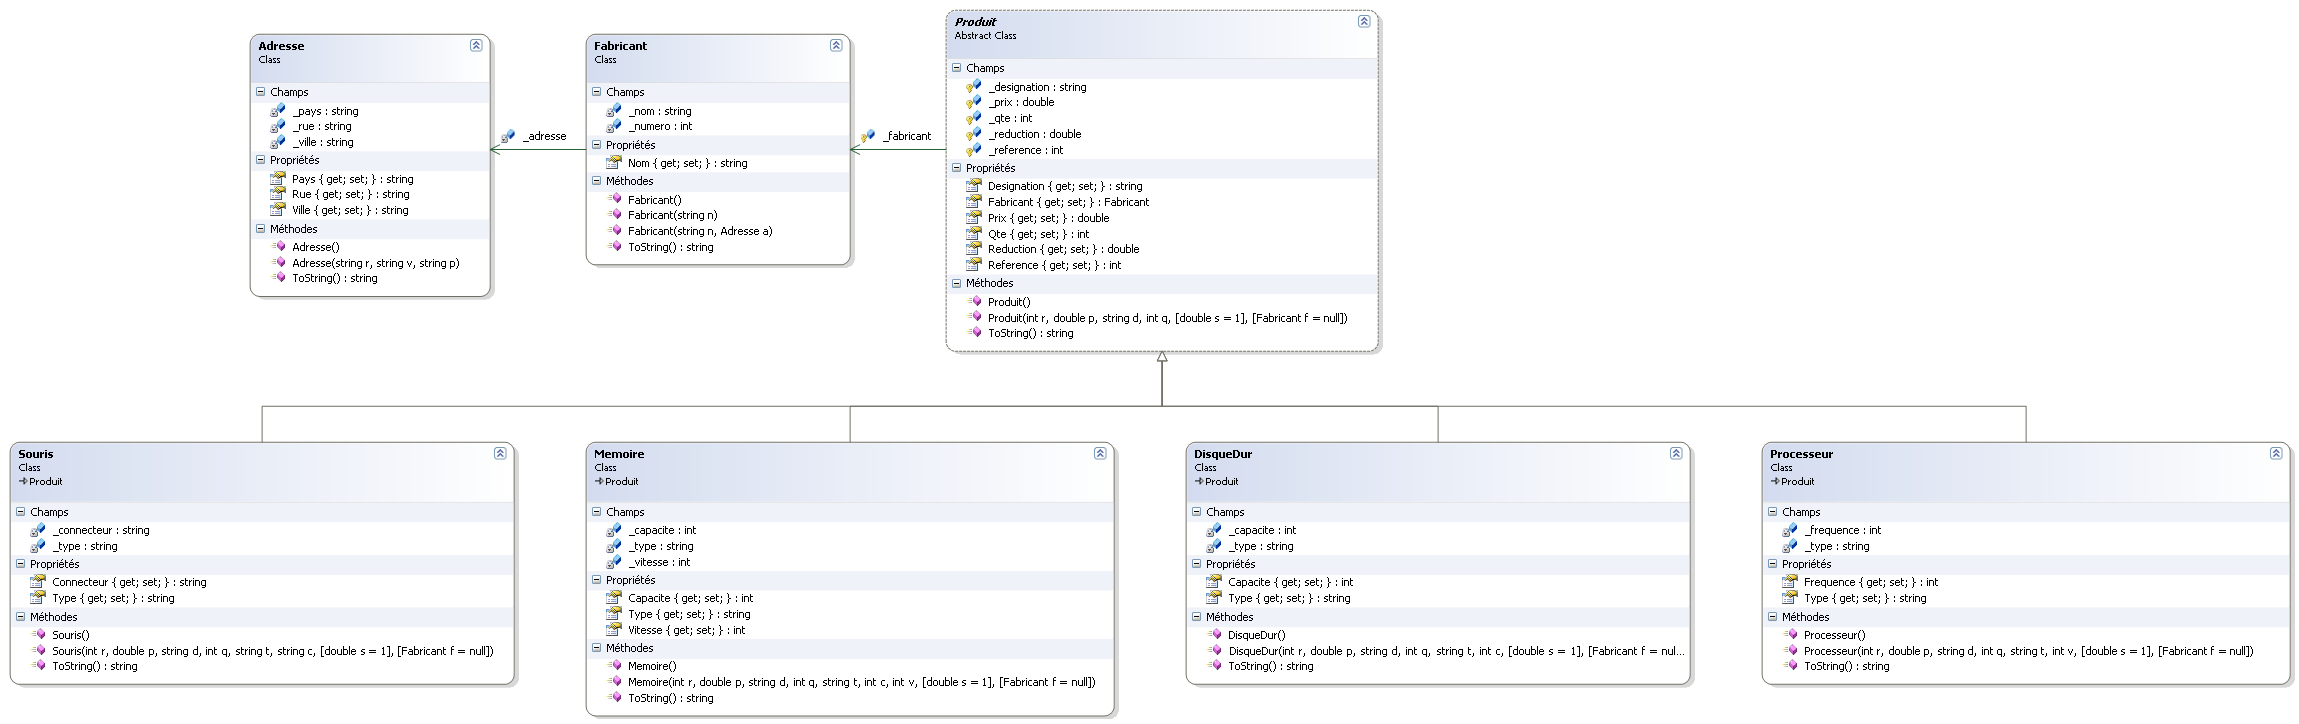 Adresse
Class
Champs
_pays : string
_rue : string
_ville : string
Propriétés
Pays { get; set; } : string
Rue { get; set; } : string
Ville { get; set; } : string
Méthodes
Adresse()
Adresse(string r, string v, string p)
ToString() : string
_adresse
Fabricant
Class
Champs
_nom : string
_numero : int
Propriétés
Nom { get; set; } : string
Méthodes
Fabricant()
Fabricant(string n)
Fabricant(string n, Adresse a)
ToString() : string
_fabricant
Produit
Abstract Class
Champs
_designation : string
_prix : double
_qte : int
_reduction : double
_reference : int
Propriétés
Designation { get; set; } : string
Fabricant { get; set; } : Fabricant
Prix { get; set; } : double
Qte { get; set; } : int
Reduction { get; set; } : double
Reference { get; set; } : int
Méthodes
Produit()
Produit(int r, double p, string d, int q, [double s = 1], [Fabricant f = null])
ToString() : string
Souris
Class
Produit
Champs
_connecteur : string
_type : string
Propriétés
Connecteur { get; set; } : string
Type { get; set; } : string
Méthodes
Souris()
Souris(int r, double p, string d, int q, string t, string c, [double s = 1], [Fabricant f = null])
ToString() : string
Memoire
Class
Produit
Champs
_capacite : int
_type : string
_vitesse : int
Propriétés
Capacite { get; set; } : int
Type { get; set; } : string
Vitesse { get; set; } : int
Méthodes
Memoire()
Memoire(int r, double p, string d, int q, string t, int c, int v, [double s = 1], [Fabricant f = null])
ToString() : string
DisqueDur
Class
Produit
Champs
_capacite : int
_type : string
Propriétés
Capacite { get; set; } : int
Type { get; set; } : string
Méthodes
DisqueDur()
DisqueDur(int r, double p, string d, int q, string t, int c, [double s = 1], [Fabricant f = nul...
ToString() : string
Processeur
Class
Produit
Champs
_frequence : int
_type : string
Propriétés
Frequence { get; set; } : int
Type { get; set; } : string
Méthodes
Processeur()
Processeur(int r, double p, string d, int q, string t, int v, [double s = 1], [Fabricant f = null])
ToString() : string